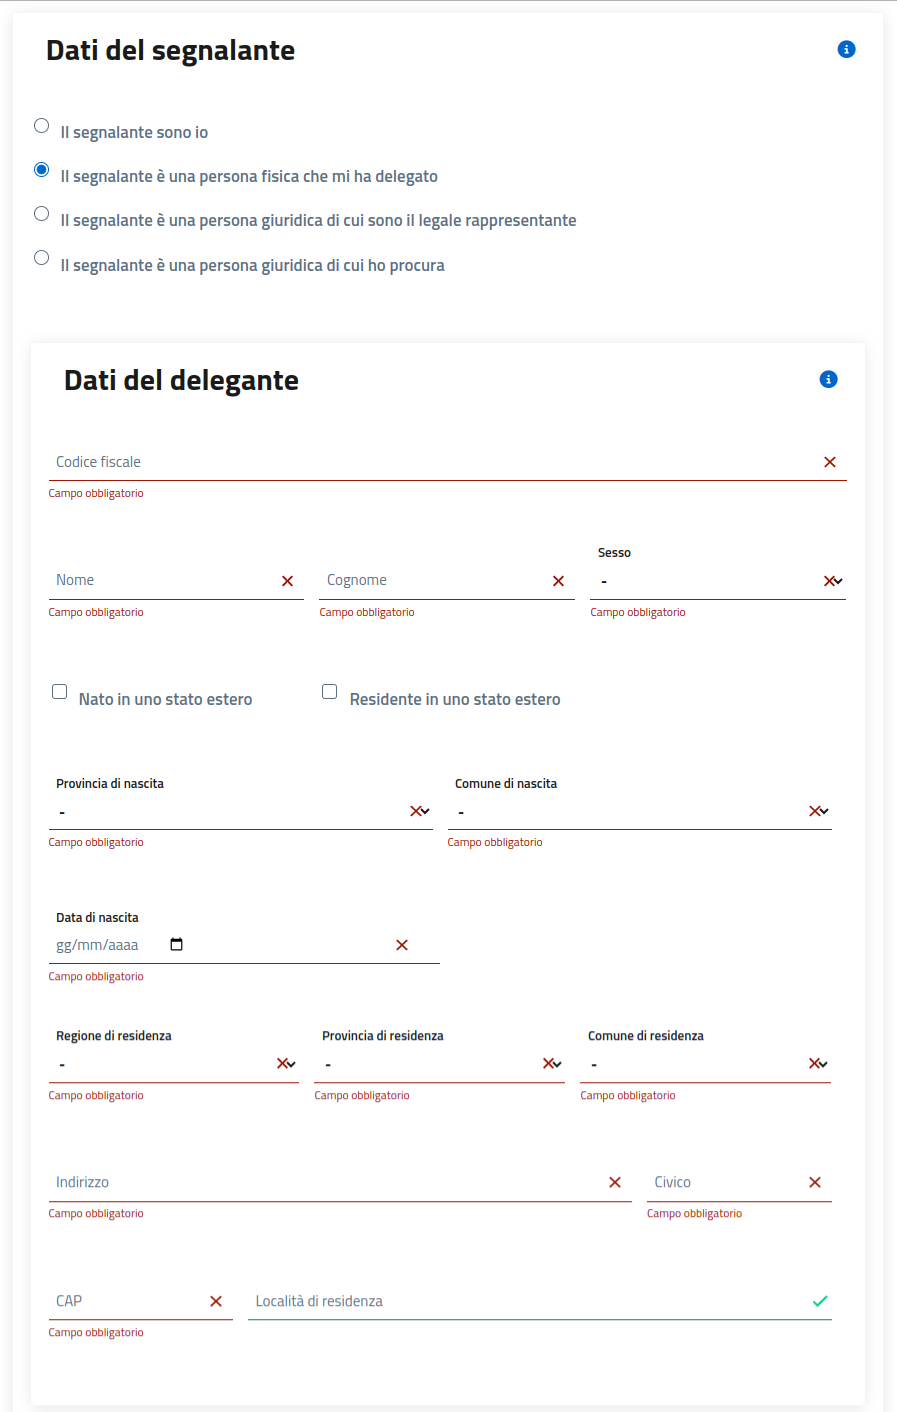 Dati del segnalante
Il segnalante sono io
Il segnalante è una persona fisica che mi ha delegato
Il segnalante è una persona giuridica di cui sono il legale rappresentante
Il segnalante è una persona giuridica di cui ho procura
Dati del delegante
Codice fiscale
Campo obbligatorio
Sesso
Nome Cognome -
Campo obbligatorio Campo obbligatorio Campo obbligatorio
Nato in uno stato estero Residente in uno stato estero
Provincia di nascita Comune di nascita
- -
Campo obbligatorio Campo obbligatorio
Data di nascita
gg/mm/aaaa
Campo obbligatorio
Regione di residenza Provincia di residenza Comune di residenza
- - -
Campo obbligatorio Campo obbligatorio Campo obbligatorio
Indirizzo Civico
Campo obbligatorio Campo obbligatorio
CAP Località di residenza
Campo obbligatorio